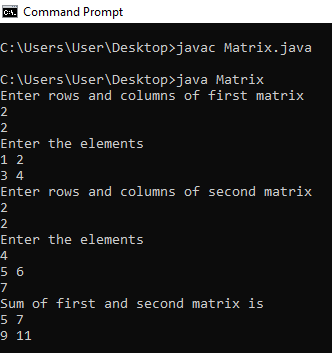 Command Prompt
C:\Users\User\Desktop>javac Matrix.java
C:\Users\User\Desktop>java Matrix
Enter rows and columns of first matrix
2
2
Enter the elements
1 2
3 4
Enter rows and columns of second matrix
2
2
Enter the elements
4
5 6
7
Sum of first and second matrix is
5 7
9 11